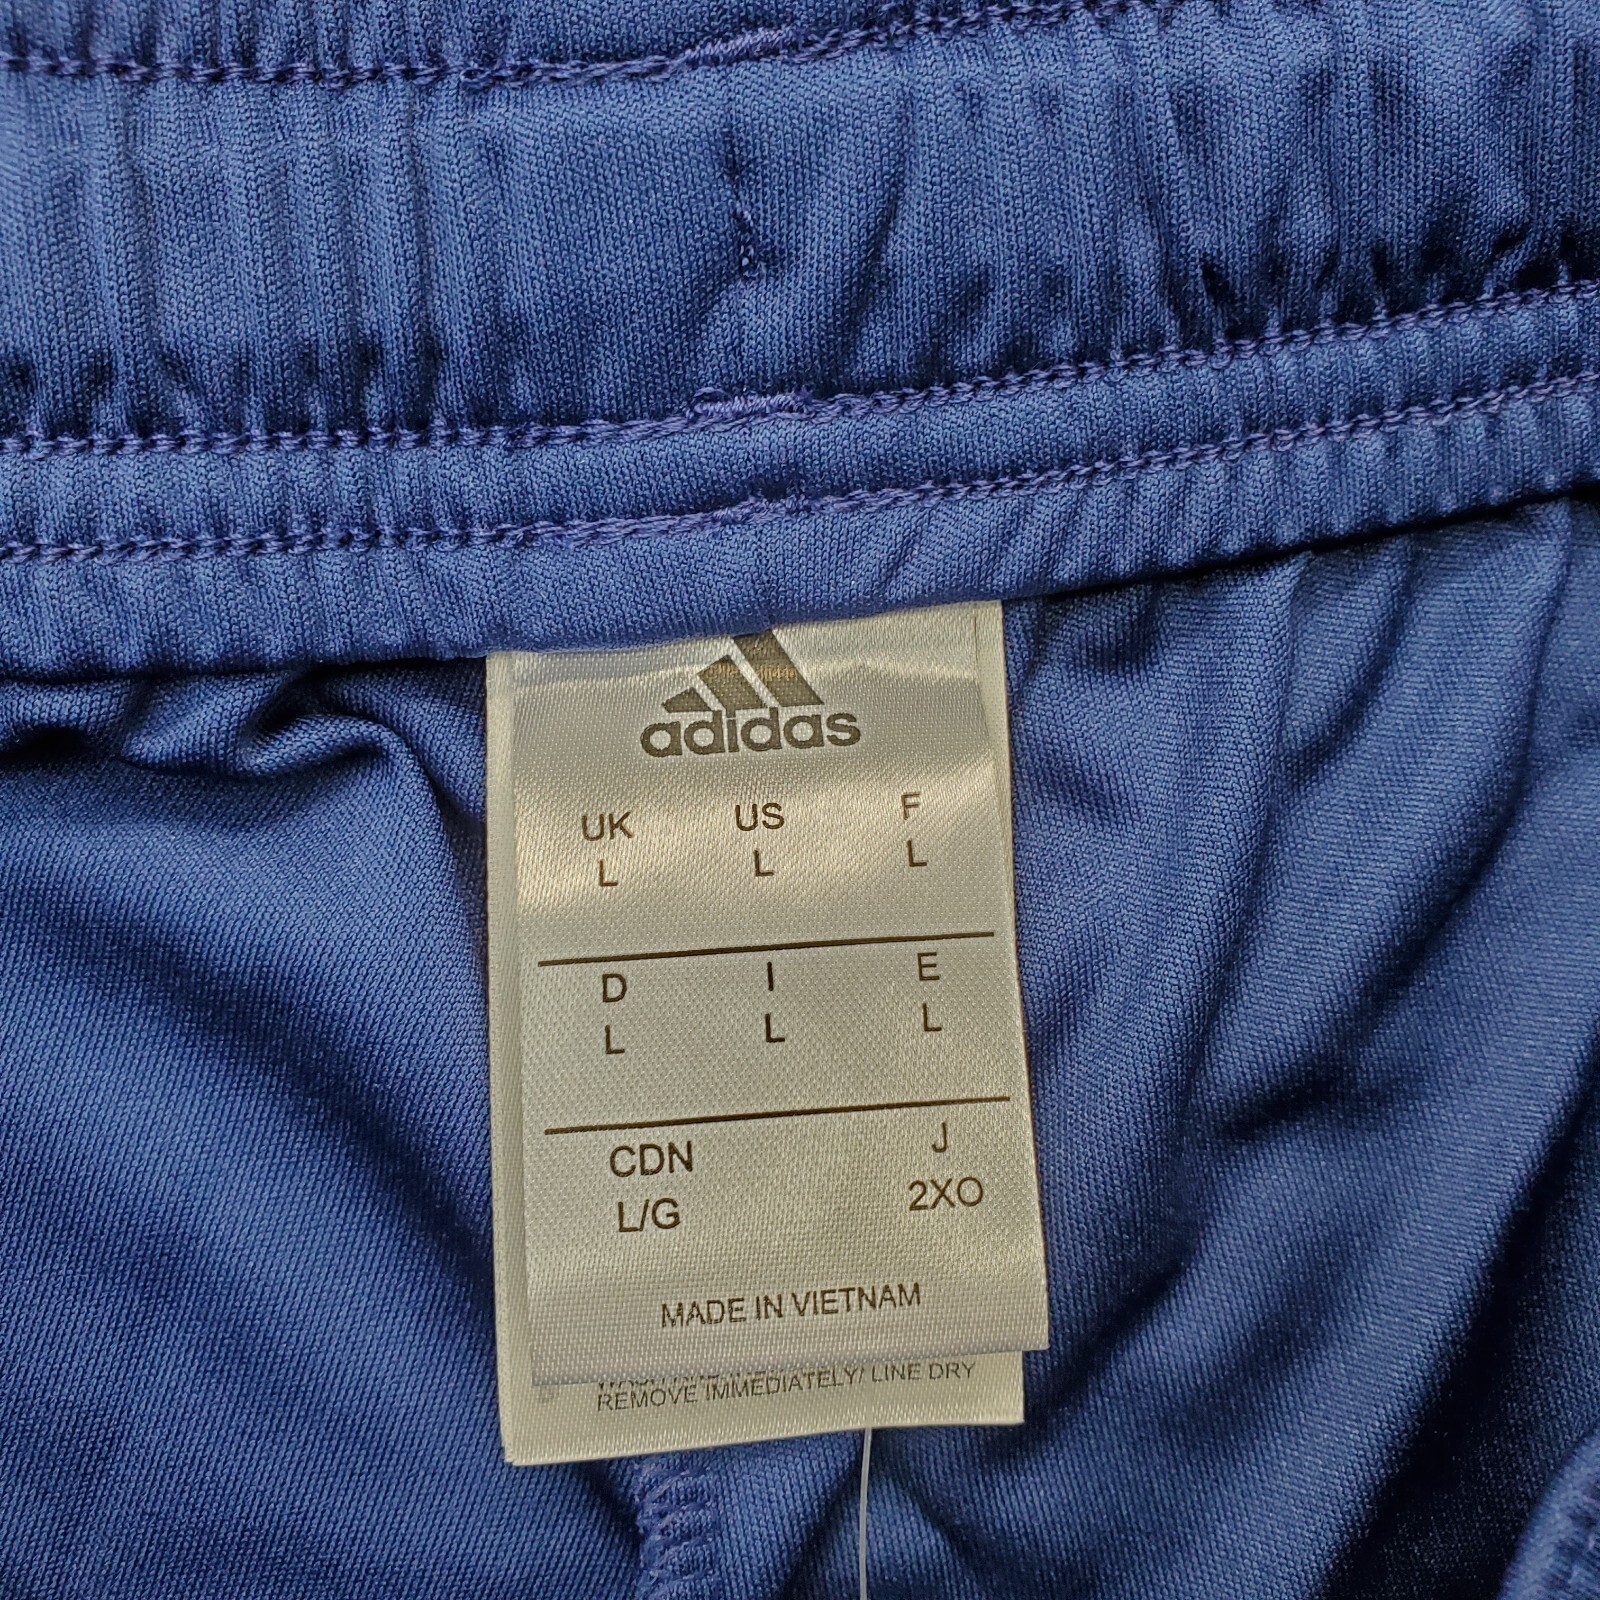 adidas
UK US F
L L L
D I E
L L L
CDN J
L/G 2XO
MADE IN VIETNAM
REMOVE IMMEDIATELY/ LINE DRY